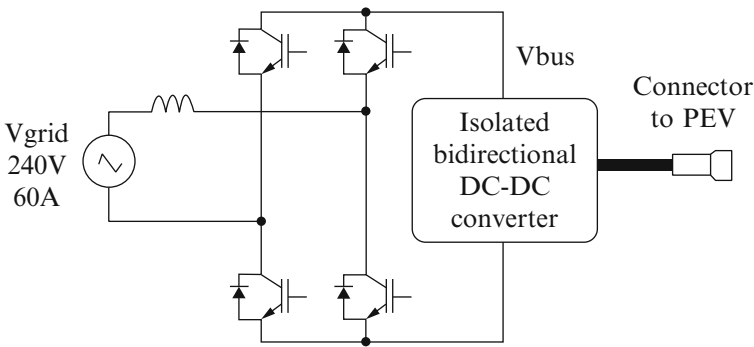 Vgrid
240V
60A
Vbus
Isolated
bidirectional
DC-DC
converter
Connector
to PEV